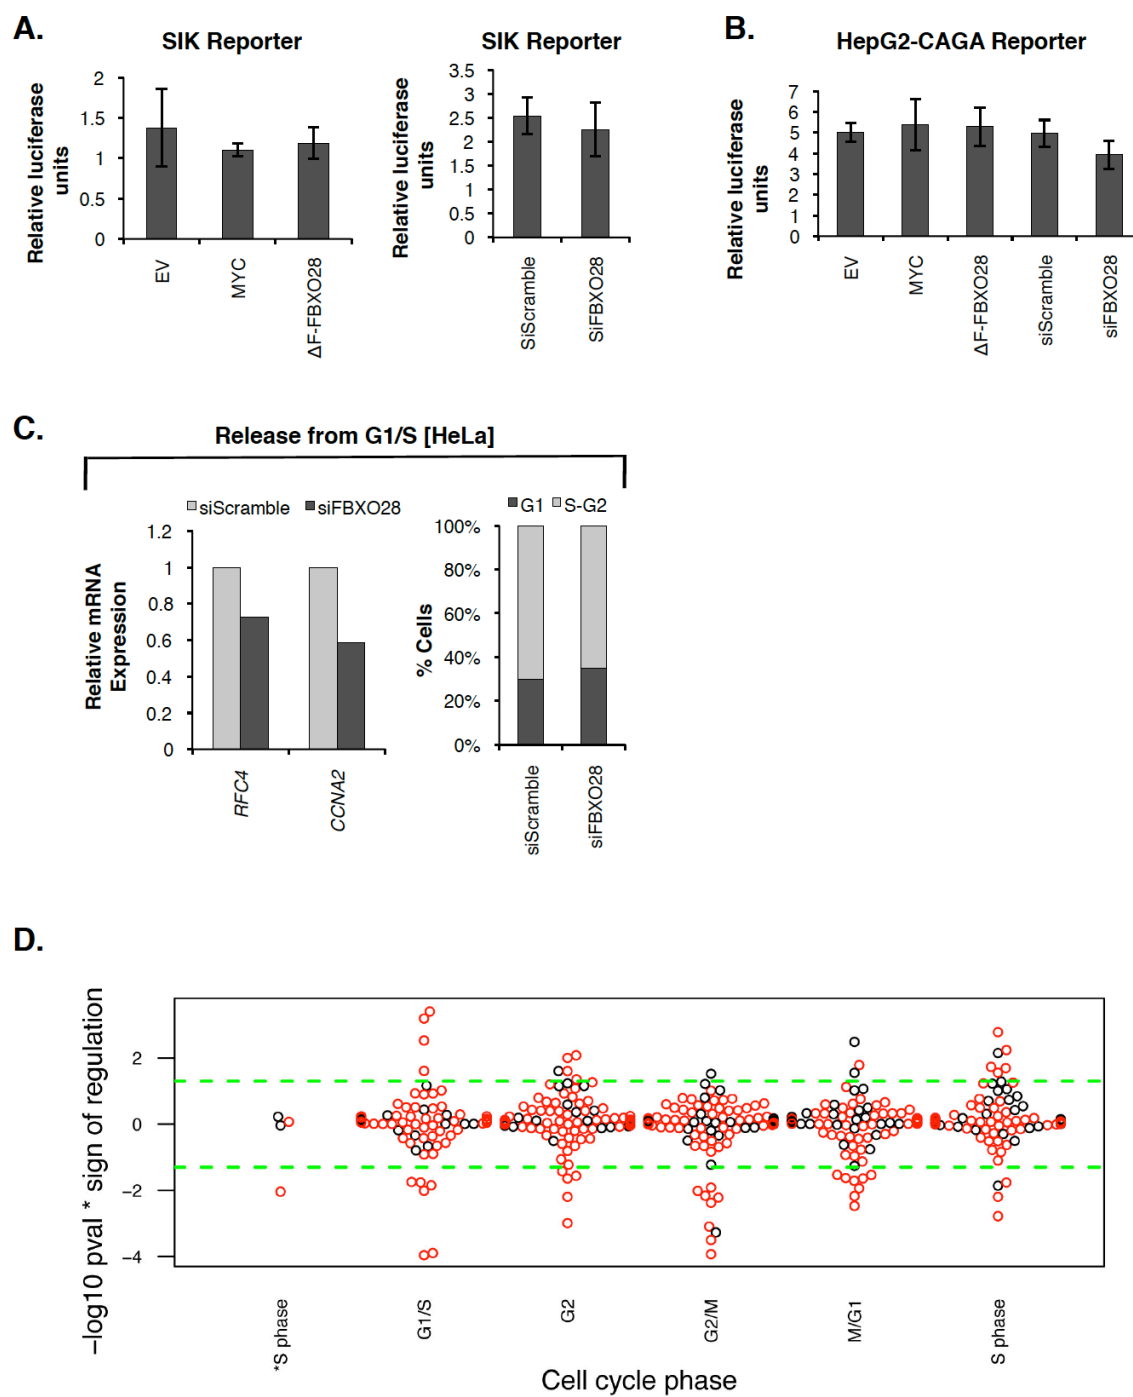 A.
SIK Reporter
Relative luciferase
units
2
1.5
1
0.5
0
EV
MYC
ΔF-FBXO28
SIK Reporter
Relative luciferase
units
3.5
3
2.5
2
1.5
1
0.5
0
SiScramble
SiFBXO28
B.
HepG2-CAGA Reporter
Relative luciferase
units
7
6
5
4
3
2
1
0
EV
MYC
ΔF-FBXO28
siScramble
siFBXO28
C.
Release from G1/S [HeLa]
siScramble siFBXO28
Relative mRNA
Expression
1.2
1
0.8
0.6
0.4
0.2
0
RFC4
CCNA2
G1 S-G2
% Cells
100%
80%
60%
40%
20%
0%
siScramble
siFBXO28
D.
−log10 pval * sign of regulation
2
0
−2
−4
*S phase
G1/S
G2
G2/M
M/G1
S phase
Cell cycle phase